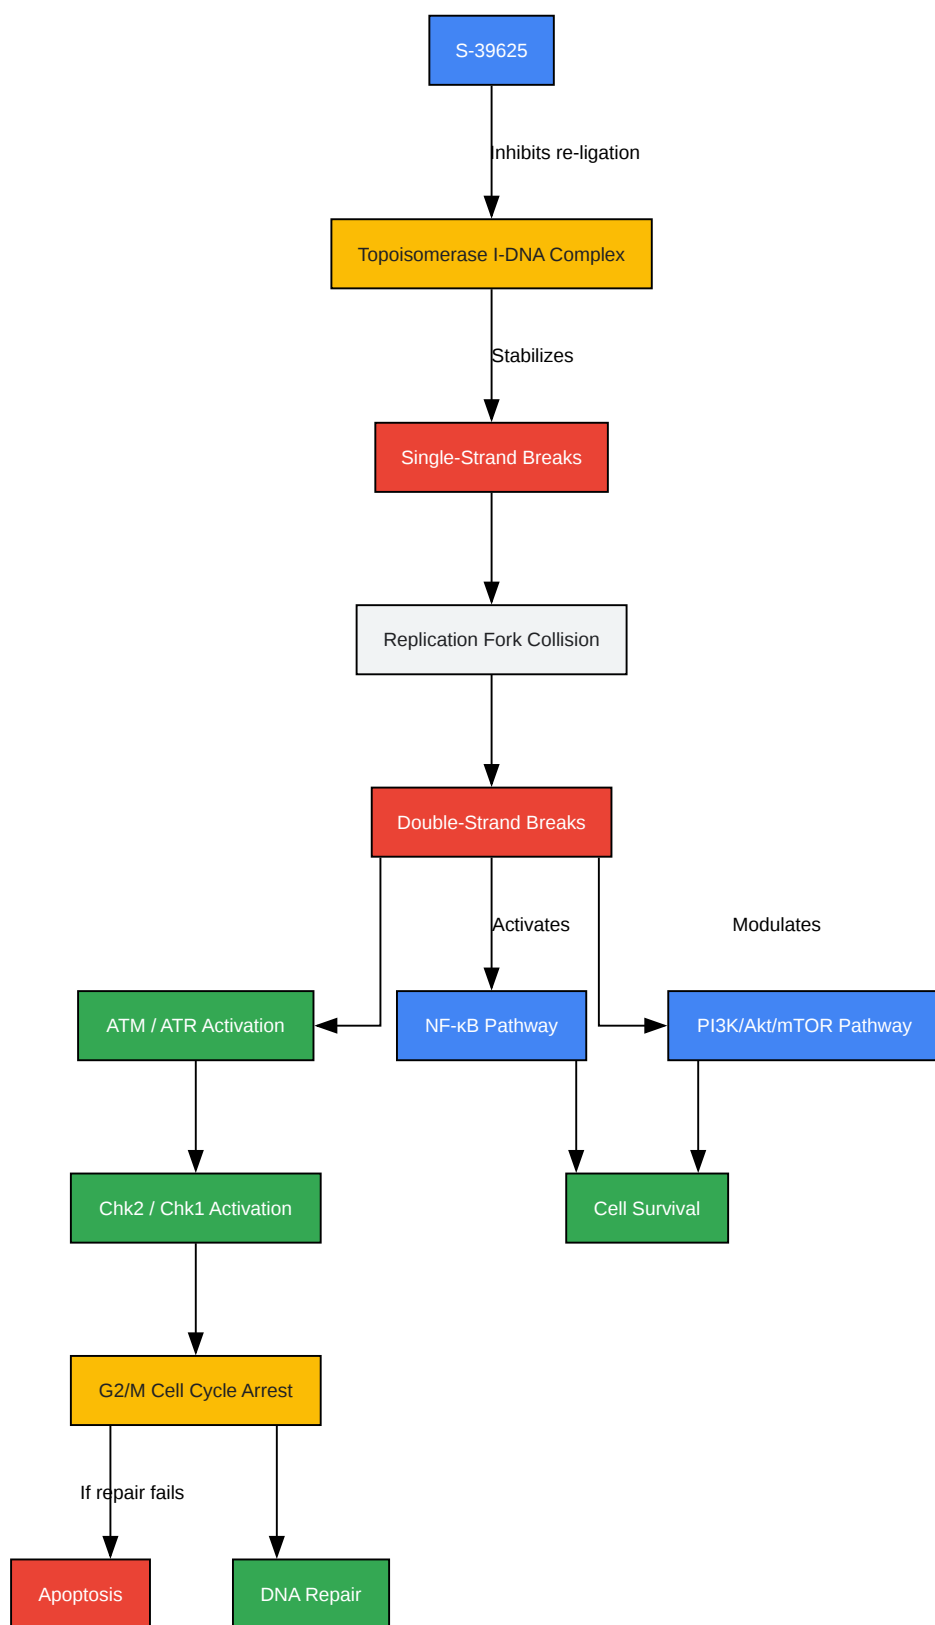 S-39625
Inhibits re-ligation
Topoisomerase I-DNA Complex
Stabilizes
Single-Strand Breaks
Replication Fork Collision
Double-Strand Breaks
Activates
Modulates
ATM / ATR Activation
NF-κB Pathway
PI3K/Akt/mTOR Pathway
Chk2 / Chk1 Activation
Cell Survival
G2/M Cell Cycle Arrest
If repair fails
Apoptosis
DNA Repair